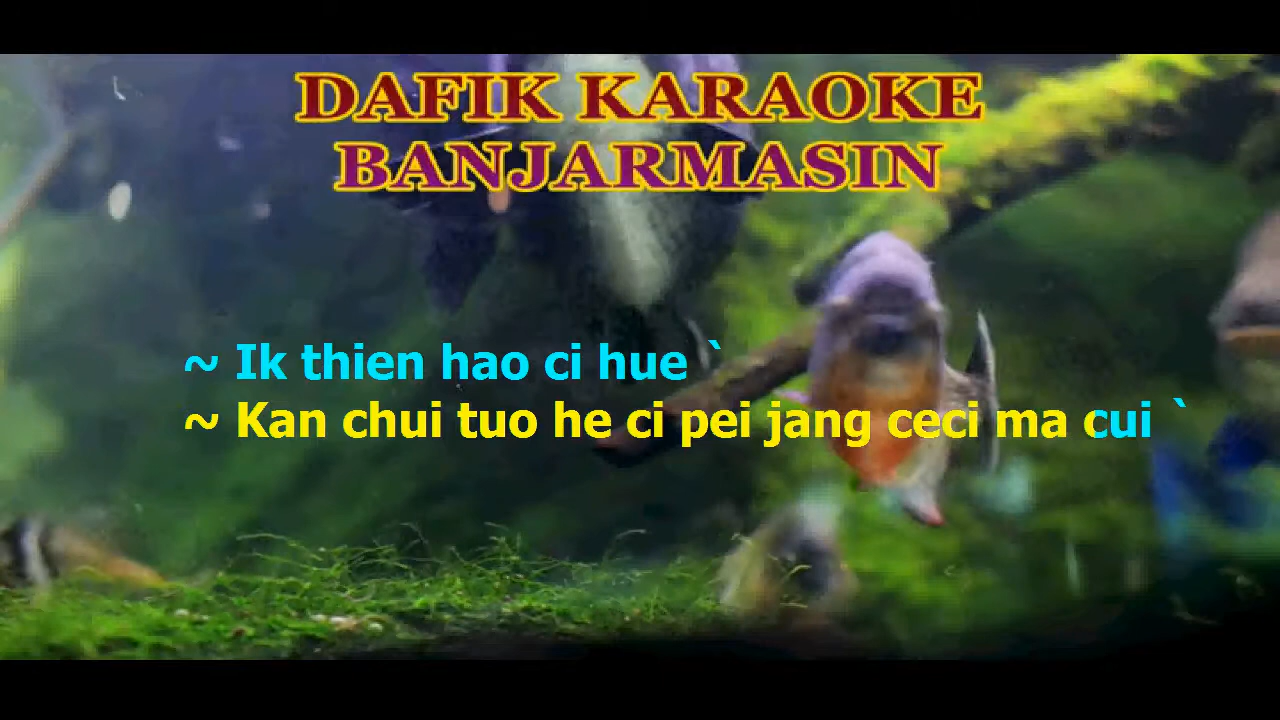 DAFIK KARAOKE
BANJARMASIN
~ Ik thien hao ci hue `
~ Kan chui tuo he ci pei jang ceci ma cui `